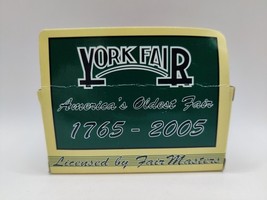 YORK FAIR
America's Oldest Fair
1765 - 2005
Licensed by FairMasters